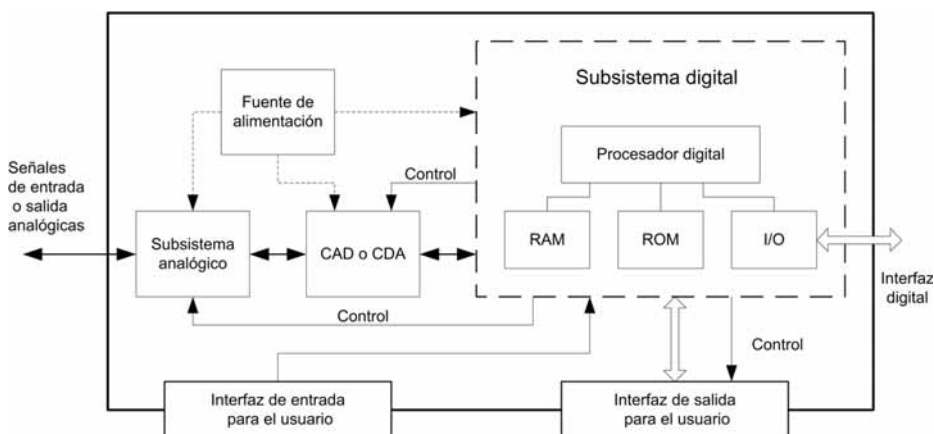 Subsistema digital
Fuente de
alimentación
Procesador digital
Señales
de entrada
o salida
analógicas
Control
RAM
ROM
I/O
Subsistema
analógico
CAD o CDA
Interfaz
digital
Control
Control
Interfaz de entrada
para el usuario
Interfaz de salida
para el usuario